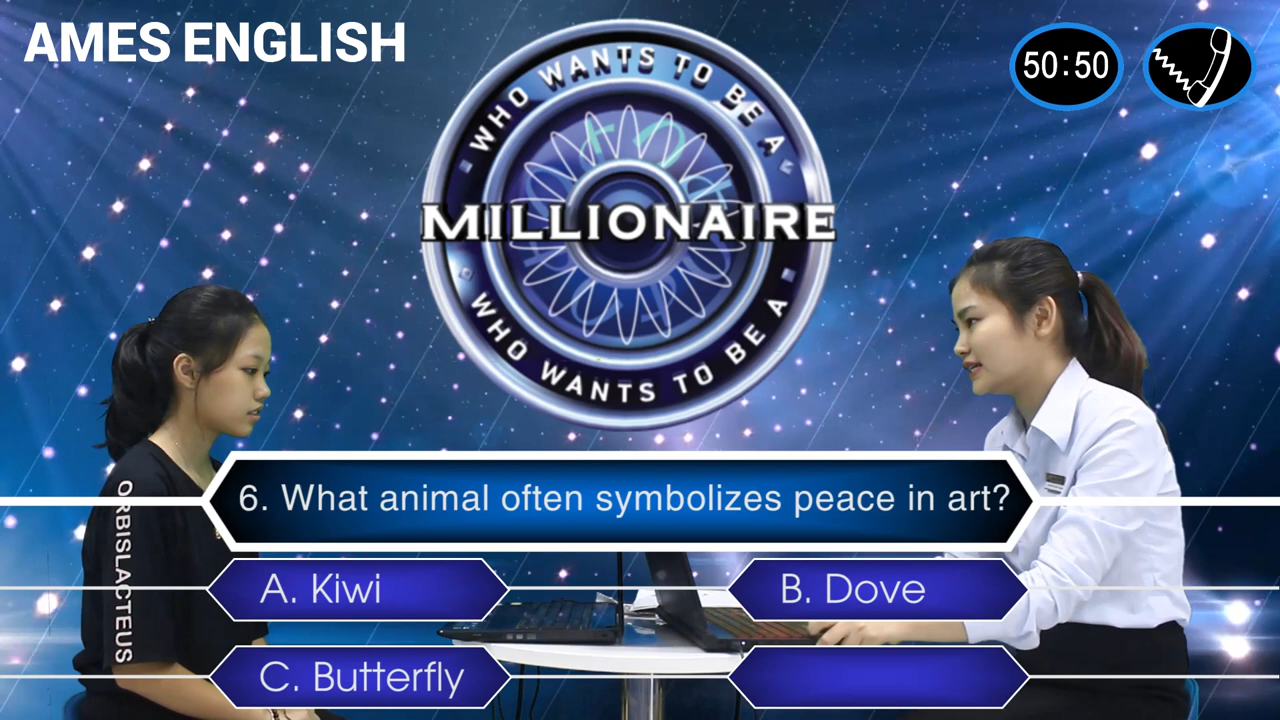 AMES ENGLISH
50:50
WHO WANTS TO BE A
MILLIONAIRE
WHO WANTS TO BE A
6. What animal often symbolizes peace in art?
A. Kiwi
B. Dove
C. Butterfly
ORBISLACTEUS